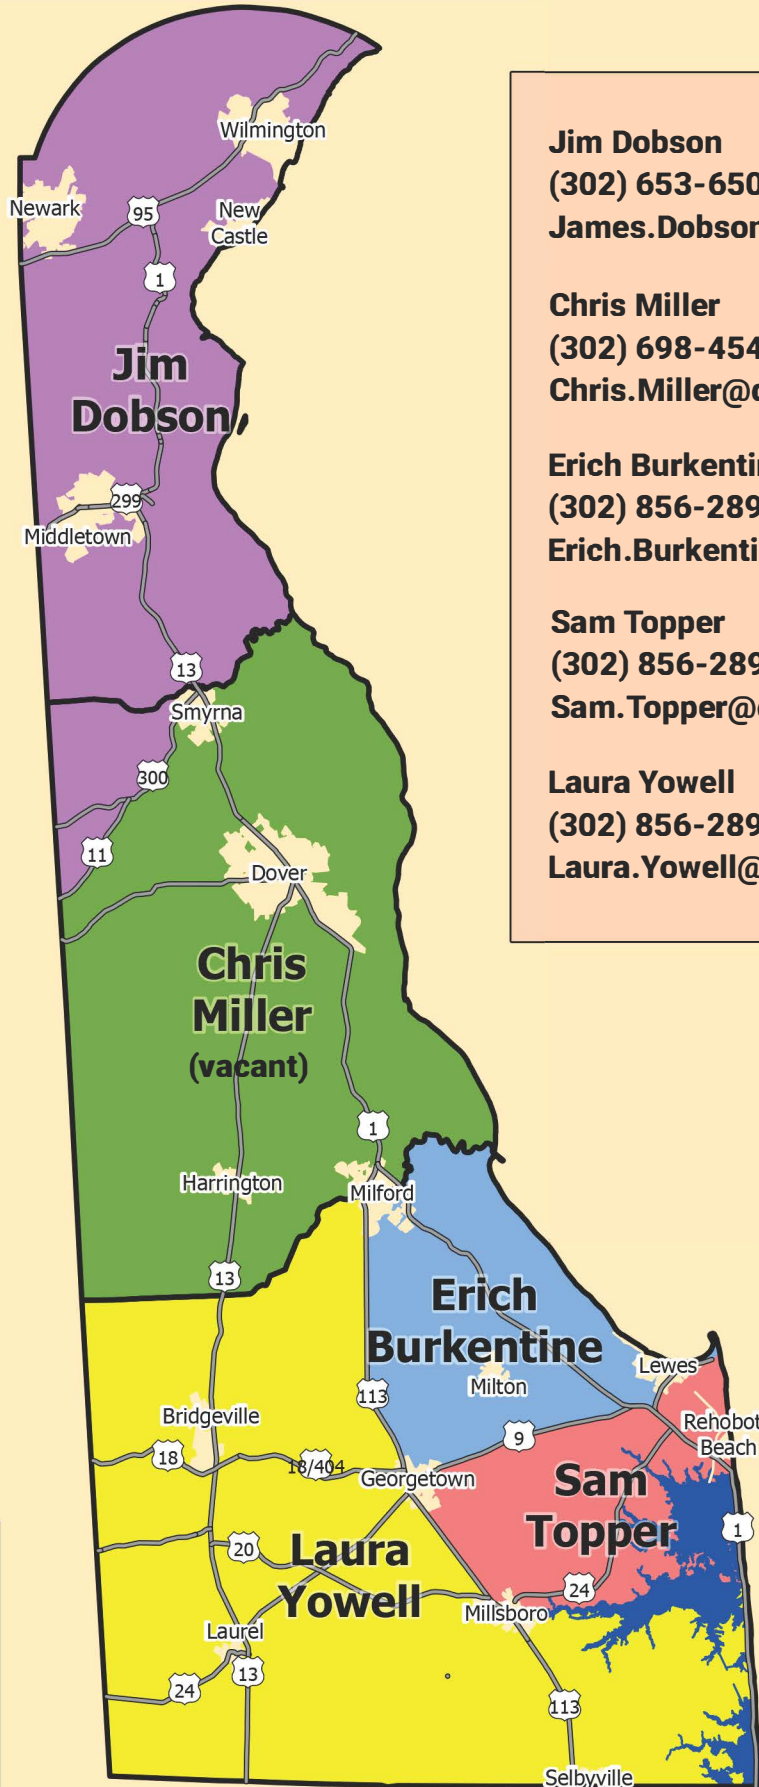 Wilmington
Newark
95
New
Castle
1
Jim
Dobson
299
Middletown
13
Smyrna
300
11
Dover
Chris
Miller
(vacant)
1
Harrington
Milford
13
Erich
Burkentine
Lewes
113
Milton
Bridgeville
Rehobot
Beach
9
18
18/404
Georgetown
Sam
Topper
1
20
Laura
Yowell
24
Millsboro
Laurel
13
24
113
Selbyville
Jim Dobson
(302) 653-650
James.Dobson
Chris Miller
(302) 698-454
Chris.Miller@
Erich Burkenti
(302) 856-289
Erich.Burkenti
Sam Topper
(302) 856-289
Sam.Topper@
Laura Yowell
(302) 856-289
Laura.Yowell@